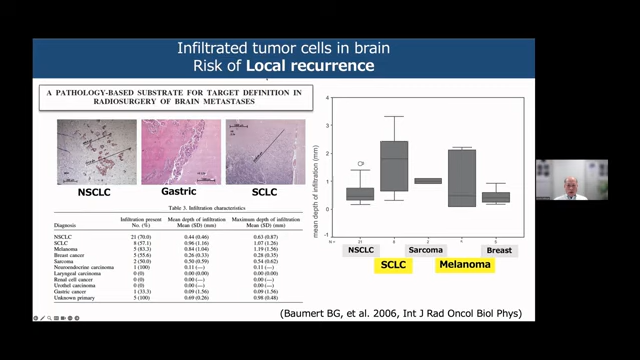 Infiltrated tumor cells in brain
Risk of Local recurrence
A PATHOLOGY-BASED SUBSTRATE FOR TARGET DEFINITION IN
RADIOSURGERY OF BRAIN METASTASES
NSCLC Gastric SCLC
Table 3. Infiltration characteristics
Diagnosis Infiltration present No. (%) Mean depth of infiltration Mean (SD) (mm) Maximum depth of infiltration Mean (SD) (mm)
NSCLC 21 (70.0) 0.44 (0.46) 0.63 (0.87)
SCLC 8 (57.1) 0.96 (1.16) 1.07 (1.26)
Melanoma 5 (83.3) 0.84 (1.04) 1.19 (1.56)
Breast cancer 5 (55.6) 0.26 (0.33) 0.28 (0.35)
Sarcoma 2 (50.0) 0.50 (0.59) 0.54 (0.62)
Neuroendocrine carcinoma 1 (100) 0.11 (—) 0.11 (—)
Laryngeal carcinoma 0 (0) 0.00 (0.00) 0.00 (0.00)
Renal cell cancer 0 (0) 0.00 (0.00) 0.00 (0.00)
Urothel carcinoma 0 (0) 0.00 (—) 0.00 (—)
Gastric cancer 1 (33.3) 0.09 (1.56) 0.09 (1.56)
Unknown primary 5 (100) 0.69 (0.26) 0.98 (0.48)
mean depth of infiltration (mm)
4
3
2
1
0
-1
N = 21 8 2 5
NSCLC Sarcoma Breast
SCLC Melanoma
(Baumert BG, et al. 2006, Int J Rad Oncol Biol Phys)